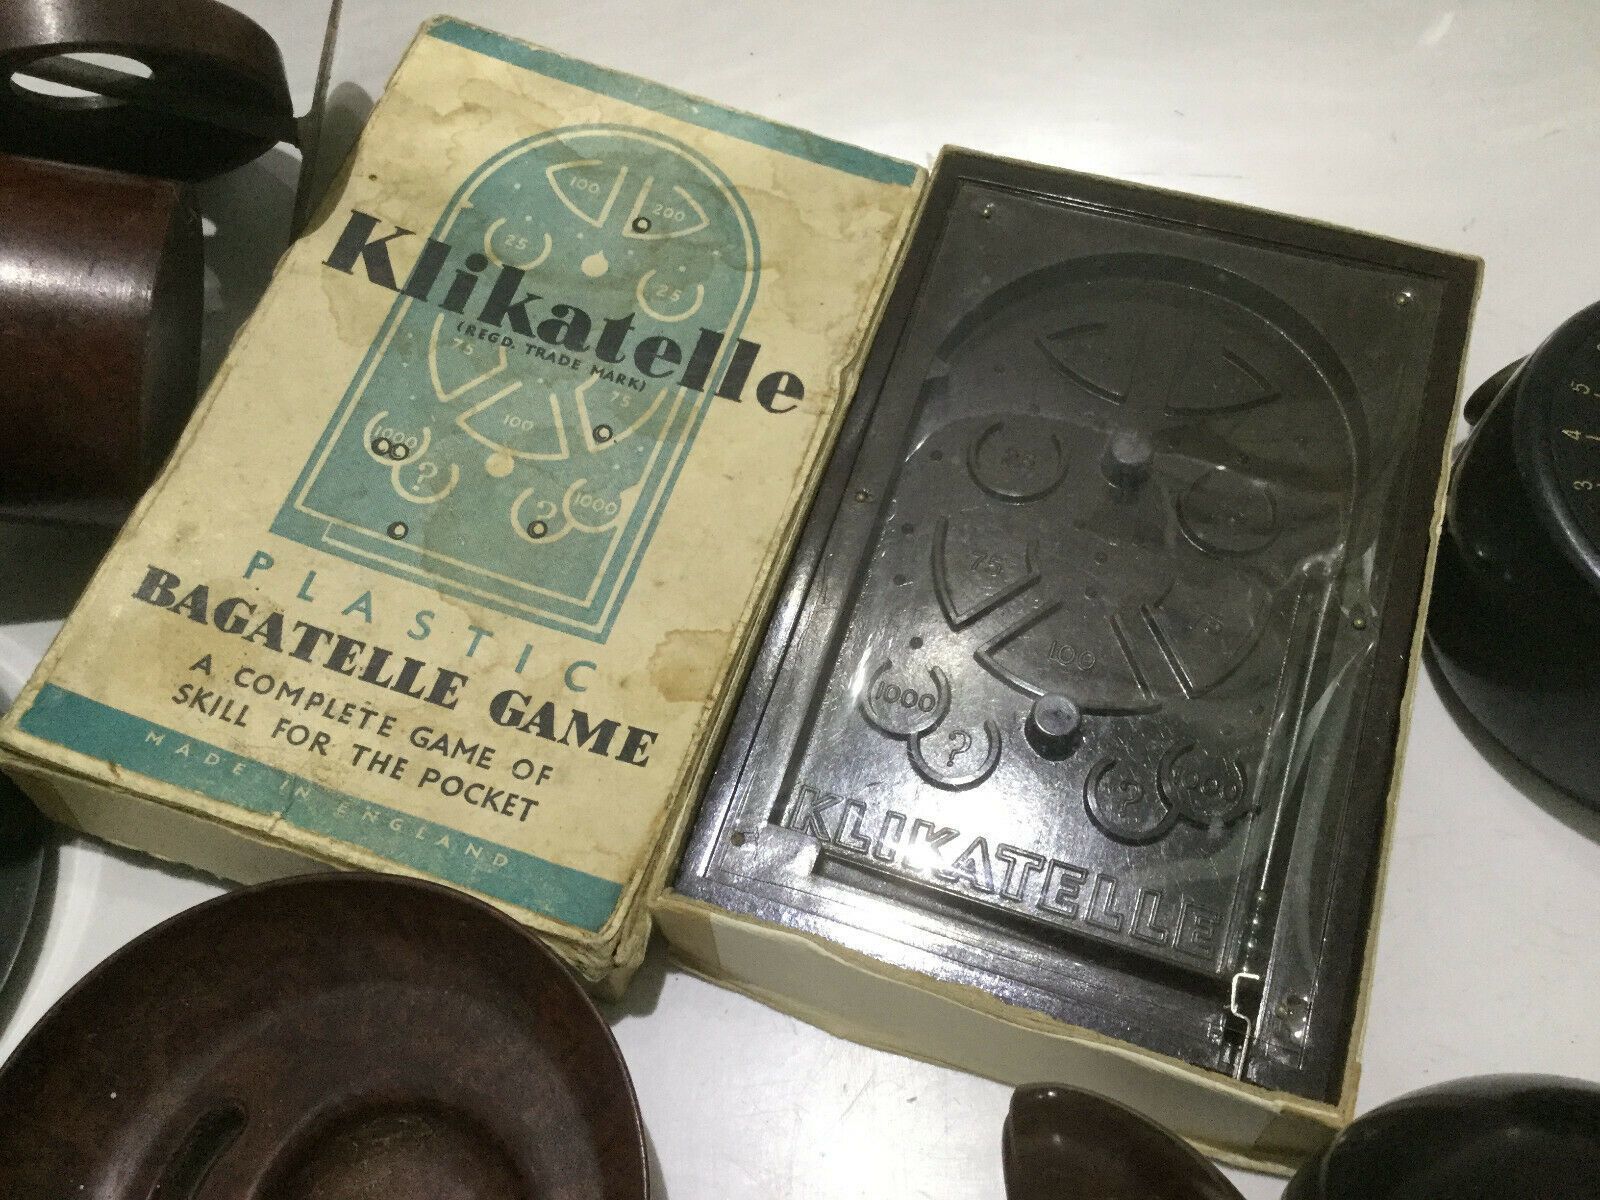 100
200
25
25
Klikatelle
(REGD. TRADE MARK)
75
75
100
1000
?
?
1000
PLASTIC
BAGATELLE GAME
A COMPLETE GAME OF
SKILL FOR THE POCKET
MADE IN ENGLAND
25
75
75
100
1000
?
?
KLIKATELLE
5
4
3